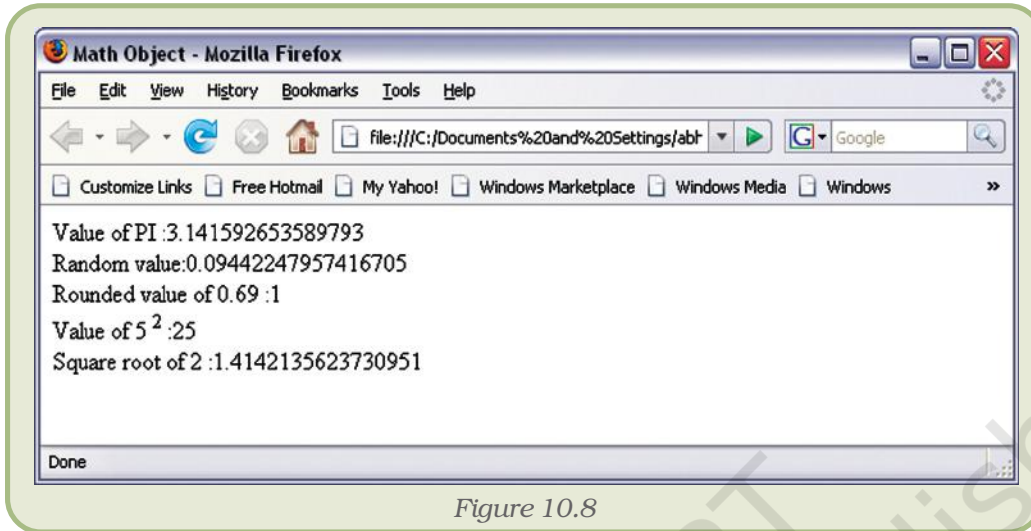 Math Object - Mozilla Firefox
File Edit View History Bookmarks Tools Help
file:///C:/Documents%20and%20Settings/abh
G Google
Customize Links Free Hotmail My Yahoo! Windows Marketplace Windows Media Windows »
Value of PI :3.141592653589793
Random value:0.09442247957416705
Rounded value of 0.69 :1
Value of 5 ² :25
Square root of 2 :1.4142135623730951
Done
Figure 10.8